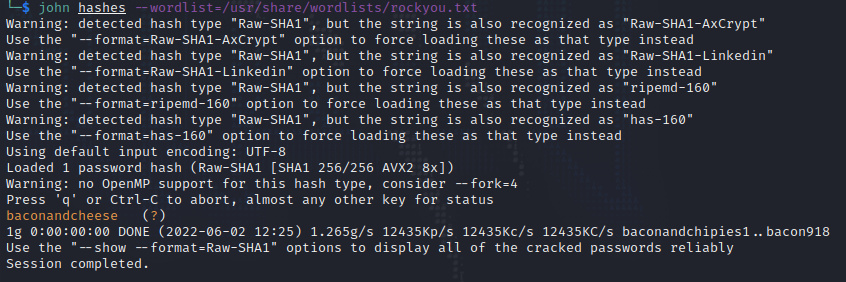 └─$ john hashes --wordlist=/usr/share/wordlists/rockyou.txt
Warning: detected hash type "Raw-SHA1", but the string is also recognized as "Raw-SHA1-AxCrypt"
Use the "--format=Raw-SHA1-AxCrypt" option to force loading these as that type instead
Warning: detected hash type "Raw-SHA1", but the string is also recognized as "Raw-SHA1-Linkedin"
Use the "--format=Raw-SHA1-Linkedin" option to force loading these as that type instead
Warning: detected hash type "Raw-SHA1", but the string is also recognized as "ripemd-160"
Use the "--format=ripemd-160" option to force loading these as that type instead
Warning: detected hash type "Raw-SHA1", but the string is also recognized as "has-160"
Use the "--format=has-160" option to force loading these as that type instead
Using default input encoding: UTF-8
Loaded 1 password hash (Raw-SHA1 [SHA1 256/256 AVX2 8x])
Warning: no OpenMP support for this hash type, consider --fork=4
Press 'q' or Ctrl-C to abort, almost any other key for status
baconandcheese   (?)
1g 0:00:00:00 DONE (2022-06-02 12:25) 1.265g/s 12435Kp/s 12435Kc/s 12435KC/s baconandchipies1..bacon918
Use the "--show --format=Raw-SHA1" options to display all of the cracked passwords reliably
Session completed.